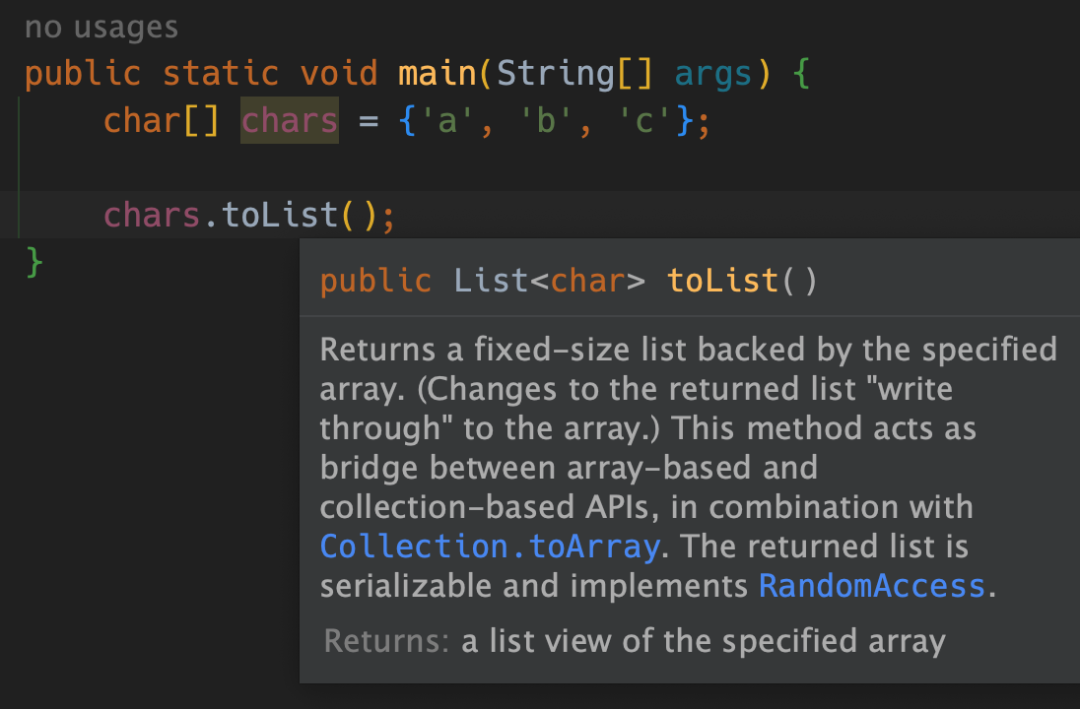 no usages
public static void main(String[] args) {
char[] chars = {'a', 'b', 'c'};
chars.toList();
}
public List<char> toList()
Returns a fixed-size list backed by the specified
array. (Changes to the returned list "write
through" to the array.) This method acts as
bridge between array-based and
collection-based APIs, in combination with
Collection.toArray. The returned list is
serializable and implements RandomAccess.
Returns: a list view of the specified array